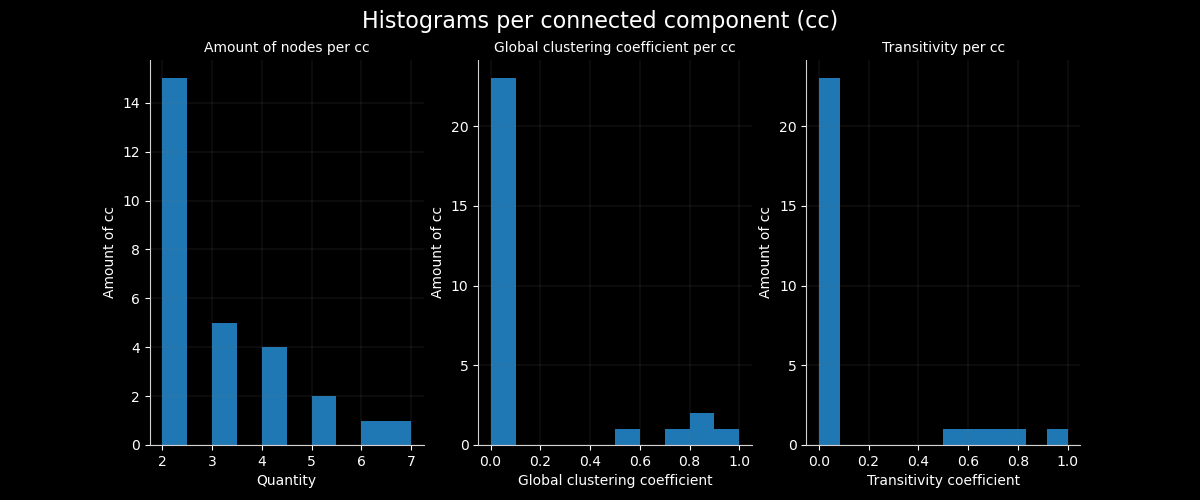 Histograms per connected component (cc)
Amount of nodes per cc
Amount of cc
14
12
10
8
6
4
2
0
2 3 4 5 6 7
Quantity
Global clustering coefficient per cc
Amount of cc
20
15
10
5
0
0.0 0.2 0.4 0.6 0.8 1.0
Global clustering coefficient
Transitivity per cc
Amount of cc
20
15
10
5
0
0.0 0.2 0.4 0.6 0.8 1.0
Transitivity coefficient